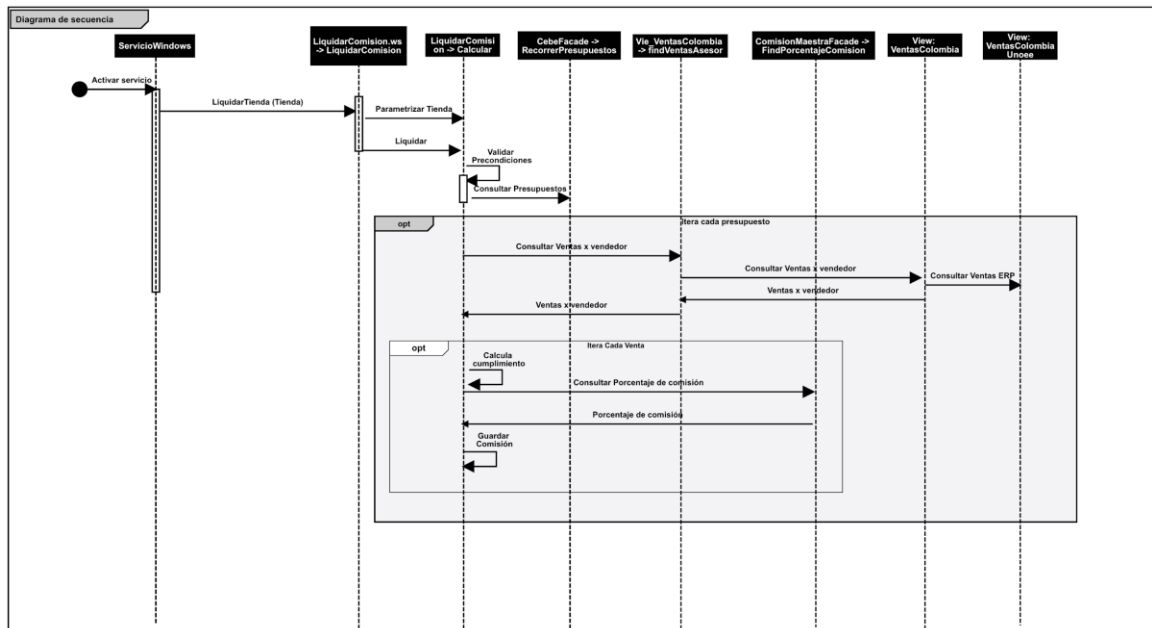 Diagrama de secuencia
ServicioWindows
LiquidarComision.ws
-> LiquidarComision
LiquidarComisi
on -> Calcular
CebeFacade ->
RecorrerPresupuestos
Vie_VentasColombia
-> findVentasAsesor
ComisionMaestraFacade ->
FindPorcentajeComision
View:
VentasColombia
View:
VentasColombia
Unoee
Activar servicio
LiquidarTienda (Tienda)
Parametrizar Tienda
Liquidar
Validar
Precondiciones
Consultar Presupuestos
opt
Itera cada presupuesto
Consultar Ventas x vendedor
Consultar Ventas x vendedor
Consultar Ventas ERP
Ventas x vendedor
Ventas x vendedor
opt
Itera Cada Venta
Calcula
cumplimiento
Consultar Porcentaje de comisión
Porcentaje de comisión
Guardar
Comisión